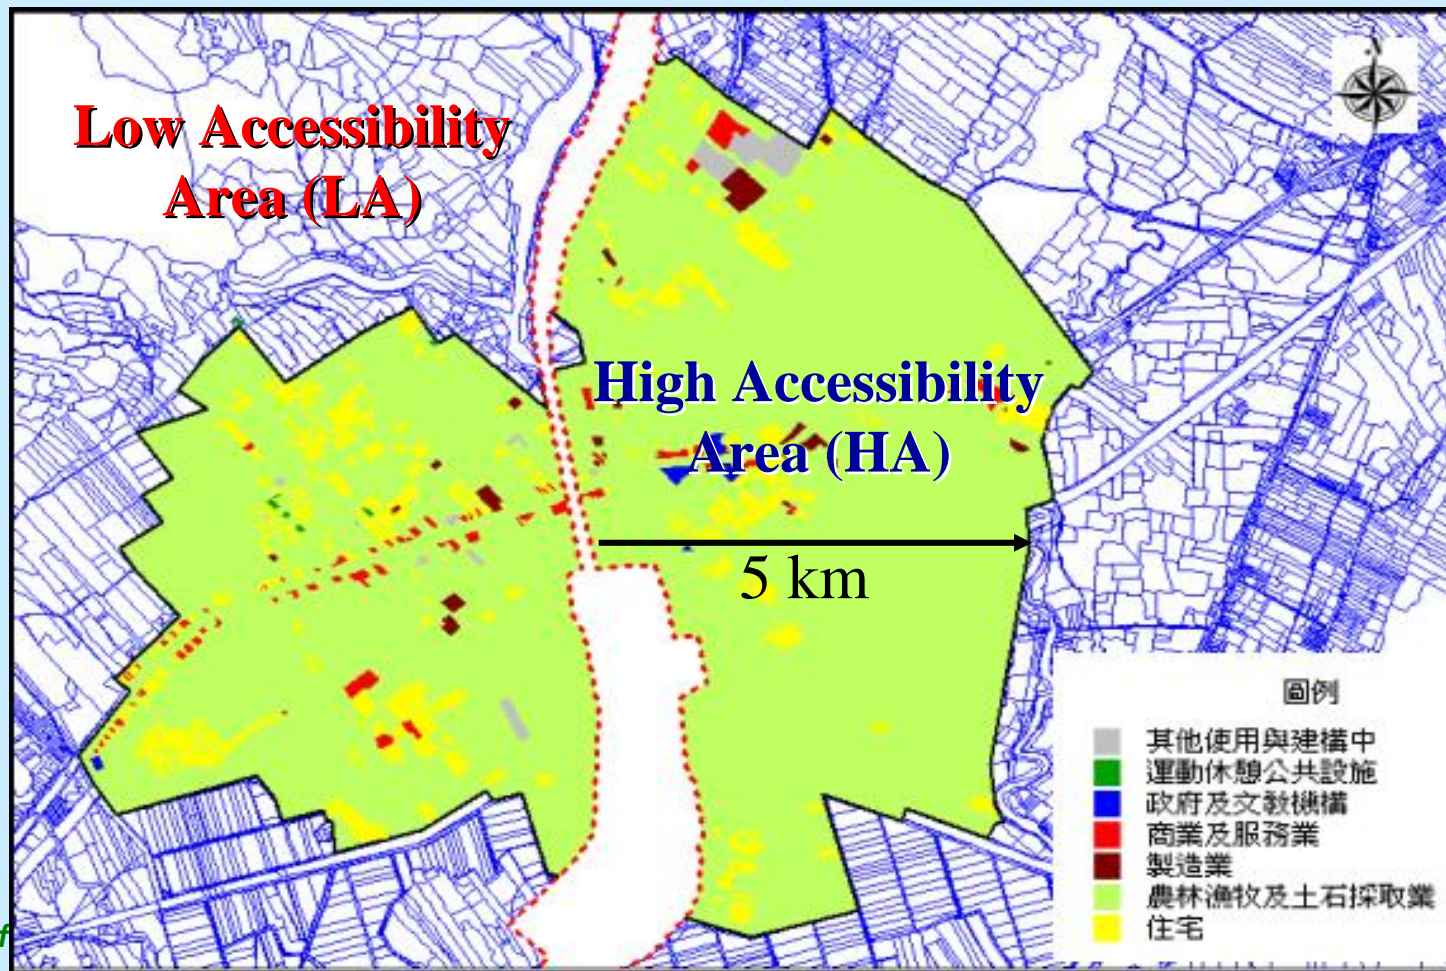 N
Low Accessibility
Area (LA)
High Accessibility
Area (HA)
5 km
圖例
其他使用與建構中
運動休憩公共設施
政府及文教機構
商業及服務業
製造業
農林漁牧及土石採取業
住宅
f